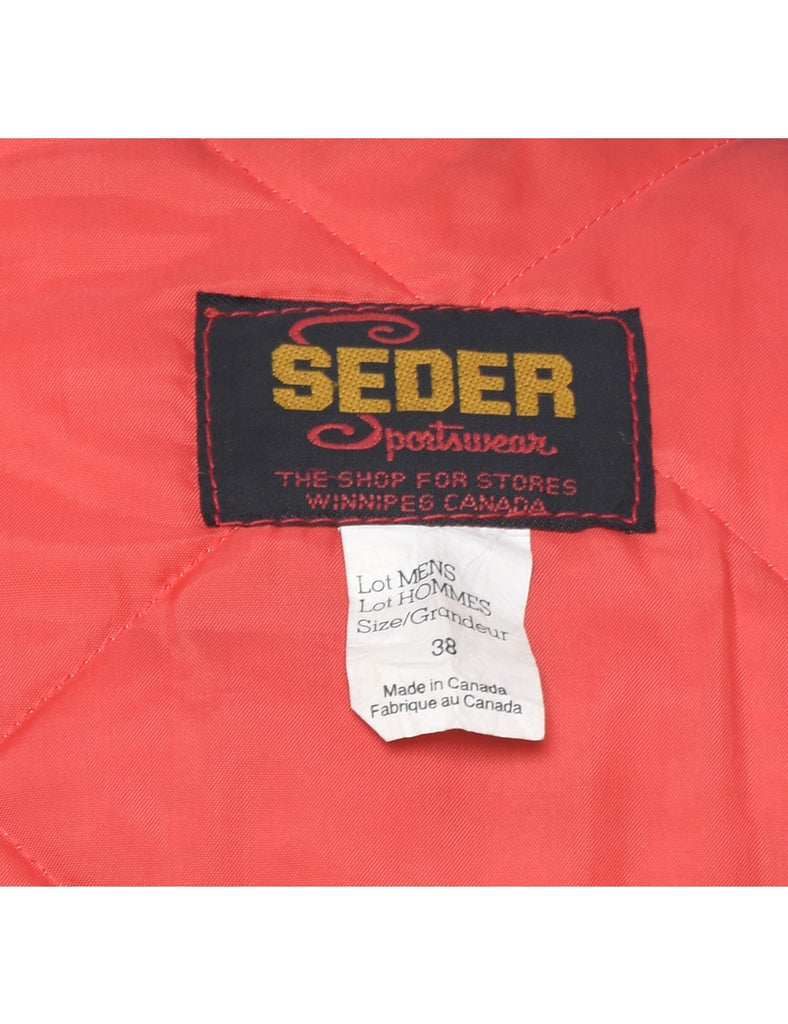 SEDER
Sportswear
THE SHOP FOR STORES
WINNIPEG CANADA
Lot MENS
Lot HOMMES
Size/Grandeur
38
Made in Canada
Fabrique au Canada